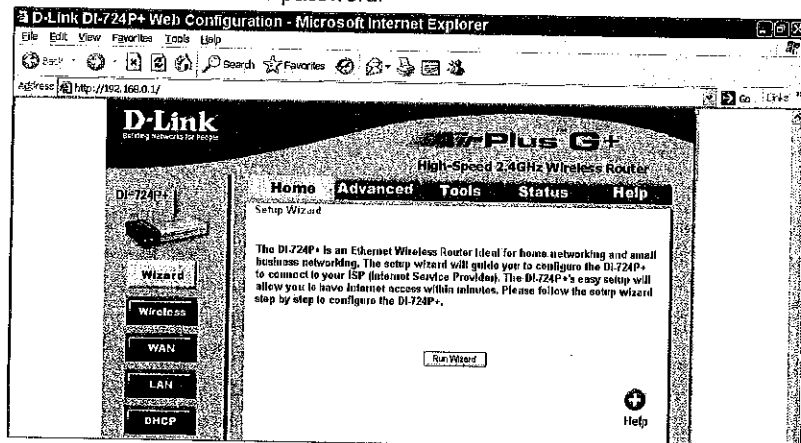 password.
D-Link DI-724P+ Web Configuration - Microsoft Internet Explorer
File Edit View Favorites Tools Help
Back Search Favorites
Address http://192.168.0.1/ Go Links
D-Link
Building Networks for People
Air Plus G+
High-Speed 2.4GHz Wireless Router
DI-724P+
Home Advanced Tools Status Help
Setup Wizard
The DI-724P+ is an Ethernet Wireless Router ideal for home networking and small
business networking. The setup wizard will guide you to configure the DI-724P+
to connect to your ISP (Internet Service Provider). The DI-724P+'s easy setup will
allow you to have Internet access within minutes. Please follow the setup wizard
step by step to configure the DI-724P+.
Run Wizard
Wizard
Wireless
WAN
LAN
DHCP
Help